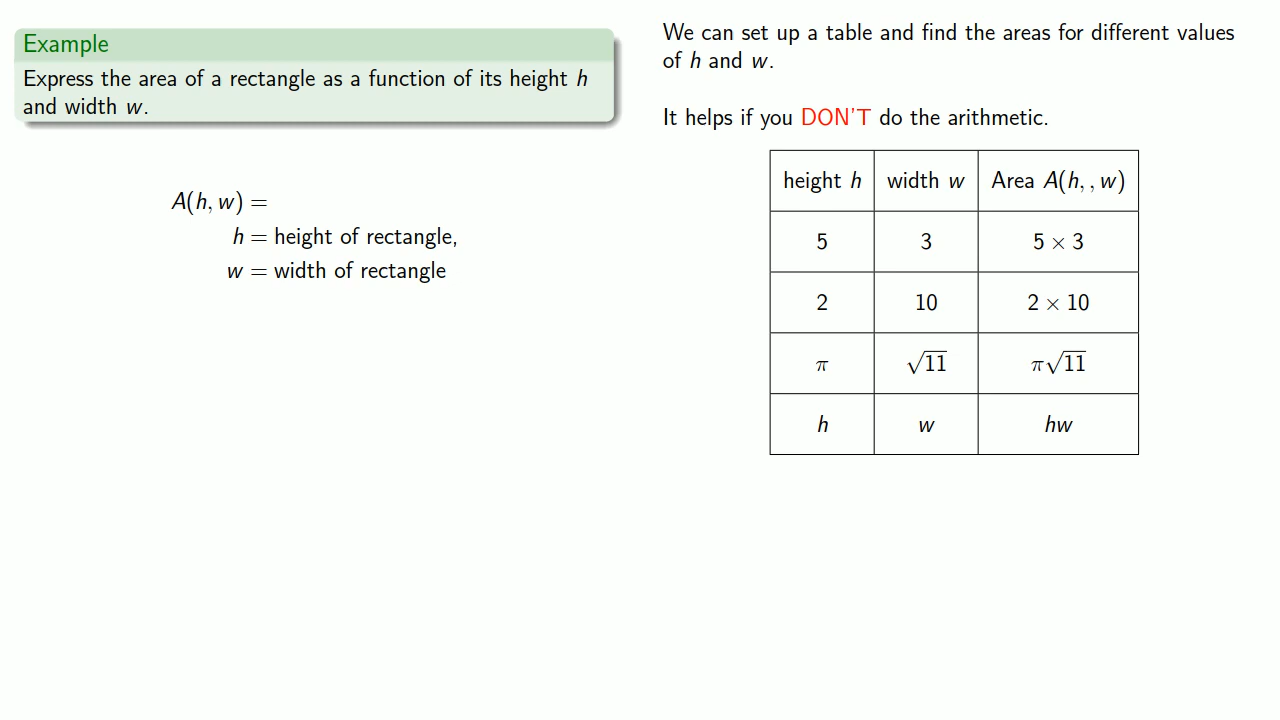 Example
Express the area of a rectangle as a function of its height h
and width w.
A(h, w) =
h = height of rectangle,
w = width of rectangle
We can set up a table and find the areas for different values
of h and w.
It helps if you DON'T do the arithmetic.
height h width w Area A(h, , w)
5 3 5 × 3
2 10 2 × 10
π √11 π√11
h w hw